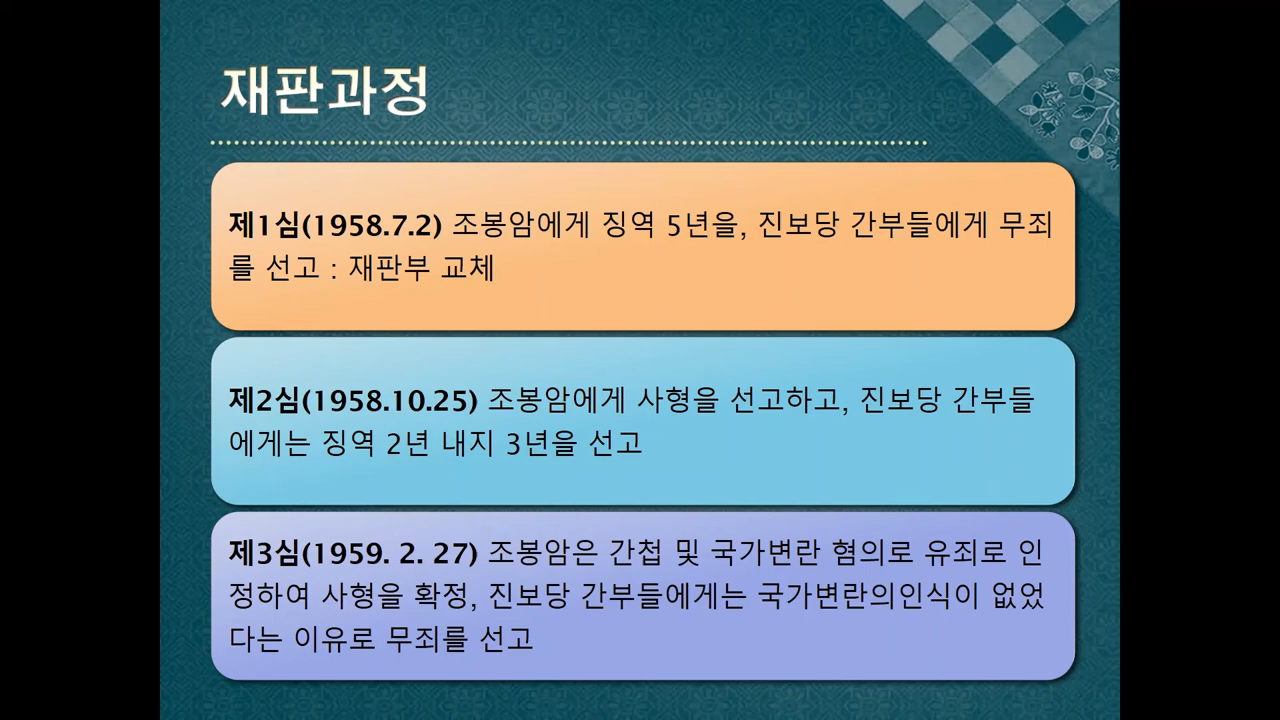 재판과정
제1심(1958.7.2) 조봉암에게 징역 5년을, 진보당 간부들에게 무죄
를 선고 : 재판부 교체
제2심(1958.10.25) 조봉암에게 사형을 선고하고, 진보당 간부들
에게는 징역 2년 내지 3년을 선고
제3심(1959. 2. 27) 조봉암은 간첩 및 국가변란 혐의로 유죄로 인
정하여 사형을 확정, 진보당 간부들에게는 국가변란의인식이 없었
다는 이유로 무죄를 선고